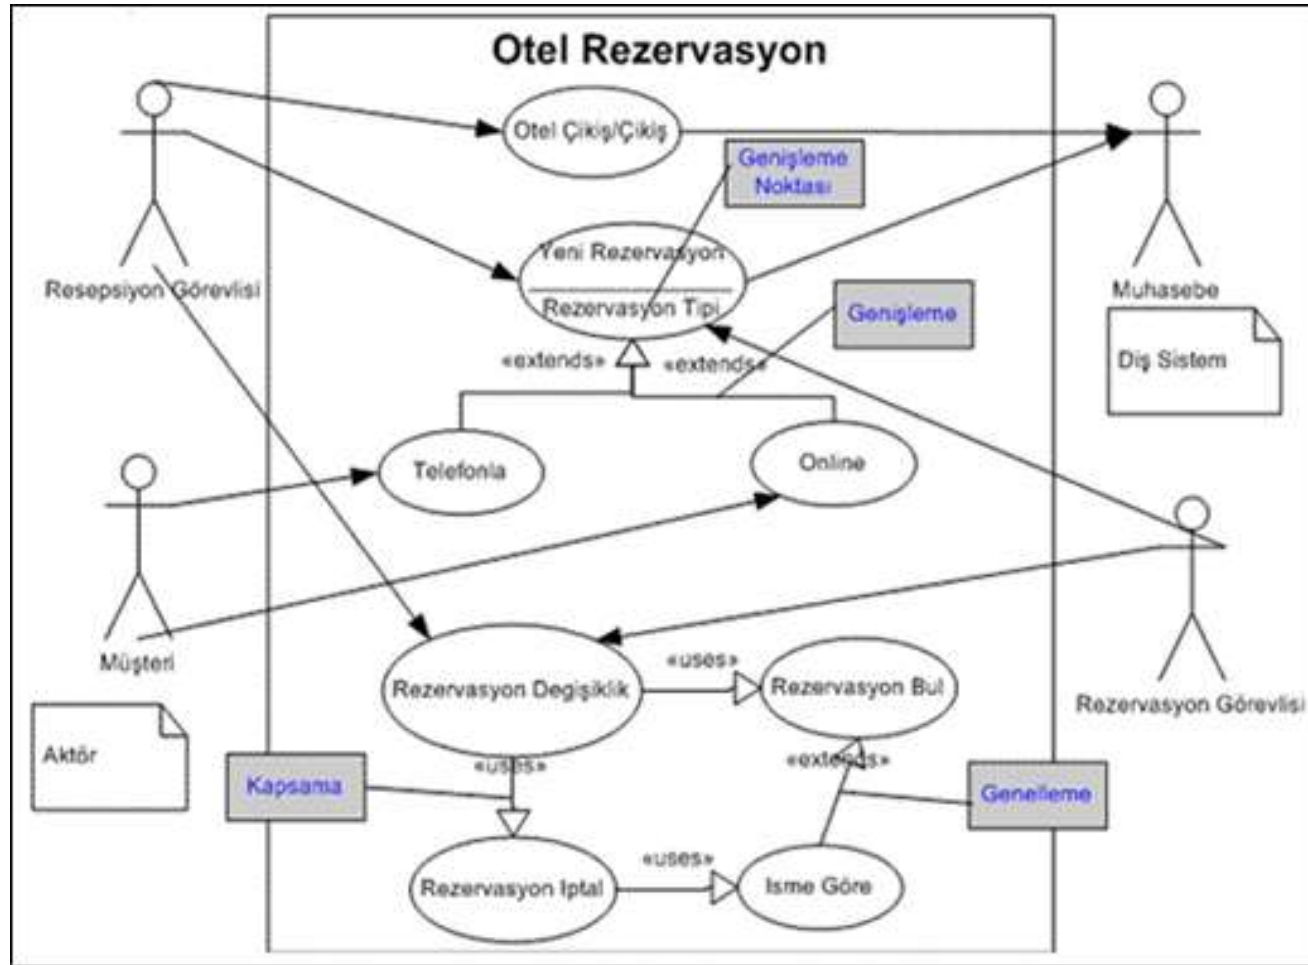 Otel Rezervasyon
Otel Çikiş/Çikiş
Genişleme
Noktası
Yeni Rezervasyon
Rezervasyon Tipi
Resepsiyon Görevlisi
Muhasebe
Genişleme
«extends»
«extends»
Diş Sistem
Telefonla
Online
Müşteri
Rezervasyon Degişiklik
«uses»
Rezervasyon Bul
Rezervasyon Görevlisi
Aktör
«uses»
«extends»
Kapsama
Genelleme
«uses»
Rezervasyon Iptal
Isme Göre